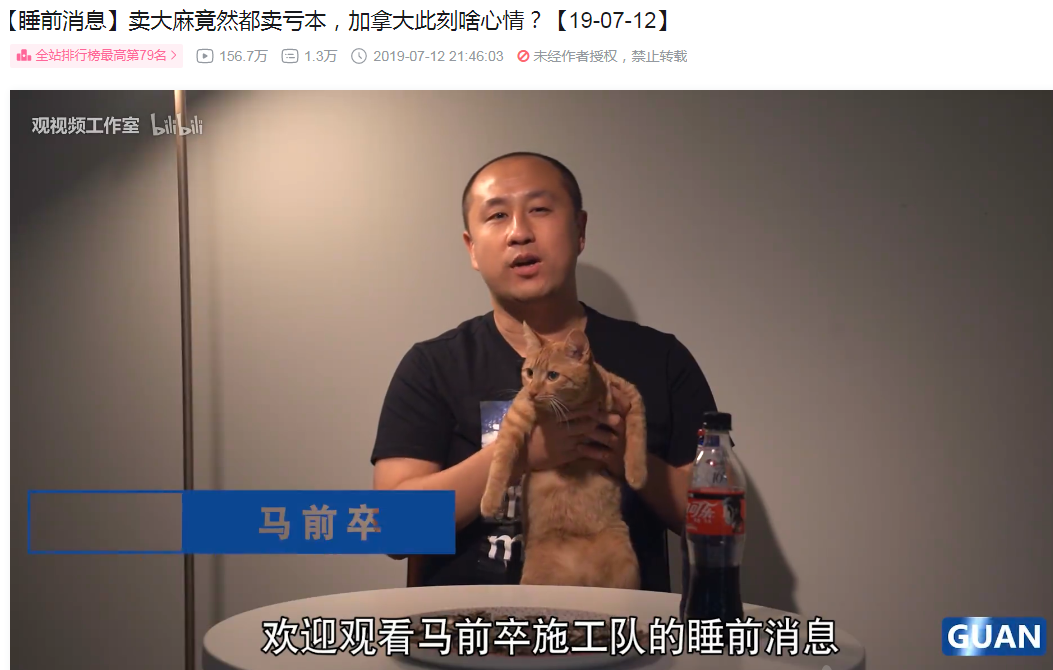 【睡前消息】卖大麻竟然都卖亏本，加拿大此刻啥心情？【19-07-12】
全站排行榜最高第79名 156.7万 1.3万 2019-07-12 21:46:03 未经作者授权，禁止转载
观视频工作室 bilibili
马前卒
欢迎观看马前卒施工队的睡前消息
GUAN